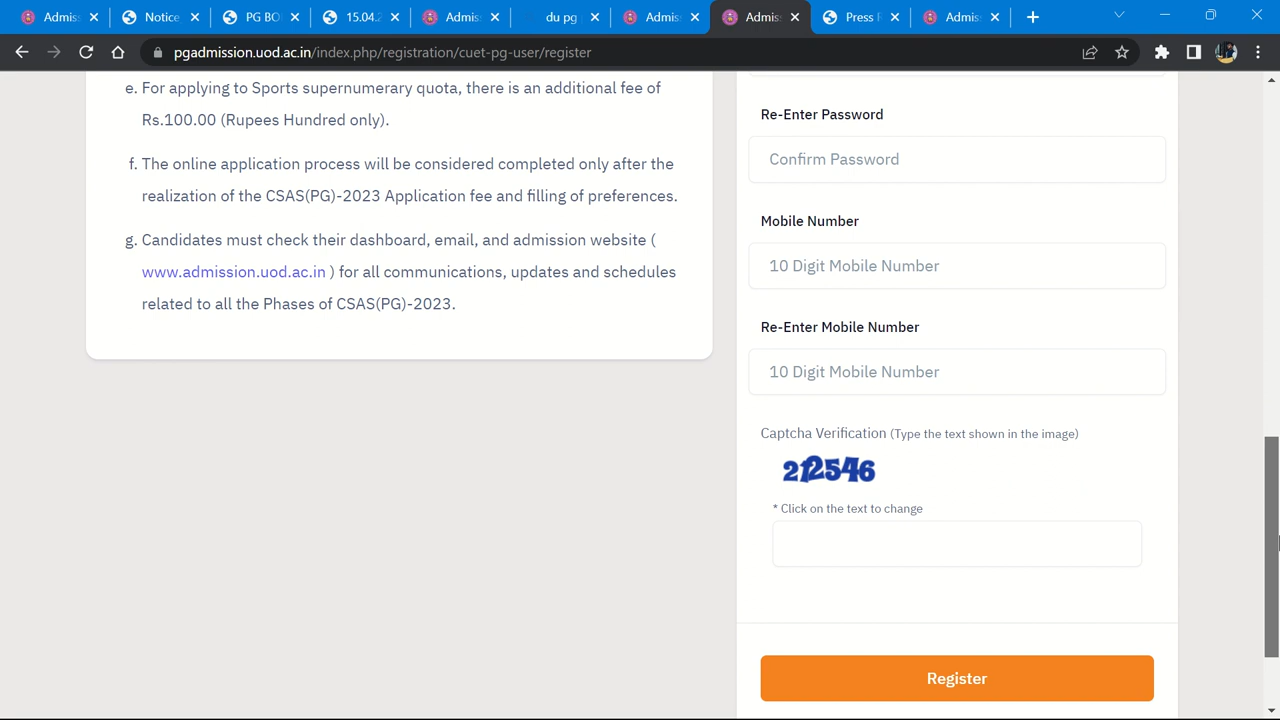 Admis
Notice
PG BO
15.04.2
Admis
du pg
Admis
Admis
Press R
Admis
pgadmission.uod.ac.in/index.php/registration/cuet-pg-user/register
e. For applying to Sports supernumerary quota, there is an additional fee of
Rs.100.00 (Rupees Hundred only).
f. The online application process will be considered completed only after the
realization of the CSAS(PG)-2023 Application fee and filling of preferences.
g. Candidates must check their dashboard, email, and admission website (
www.admission.uod.ac.in ) for all communications, updates and schedules
related to all the Phases of CSAS(PG)-2023.
Re-Enter Password
Confirm Password
Mobile Number
10 Digit Mobile Number
Re-Enter Mobile Number
10 Digit Mobile Number
Captcha Verification (Type the text shown in the image)
212546
* Click on the text to change
Register